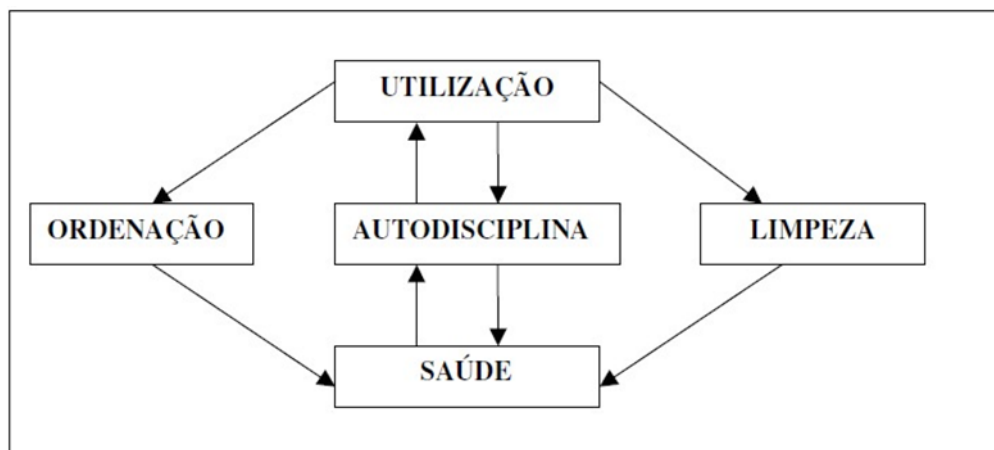 UTILIZAÇÃO
ORDENAÇÃO
AUTODISCIPLINA
LIMPEZA
SAÚDE